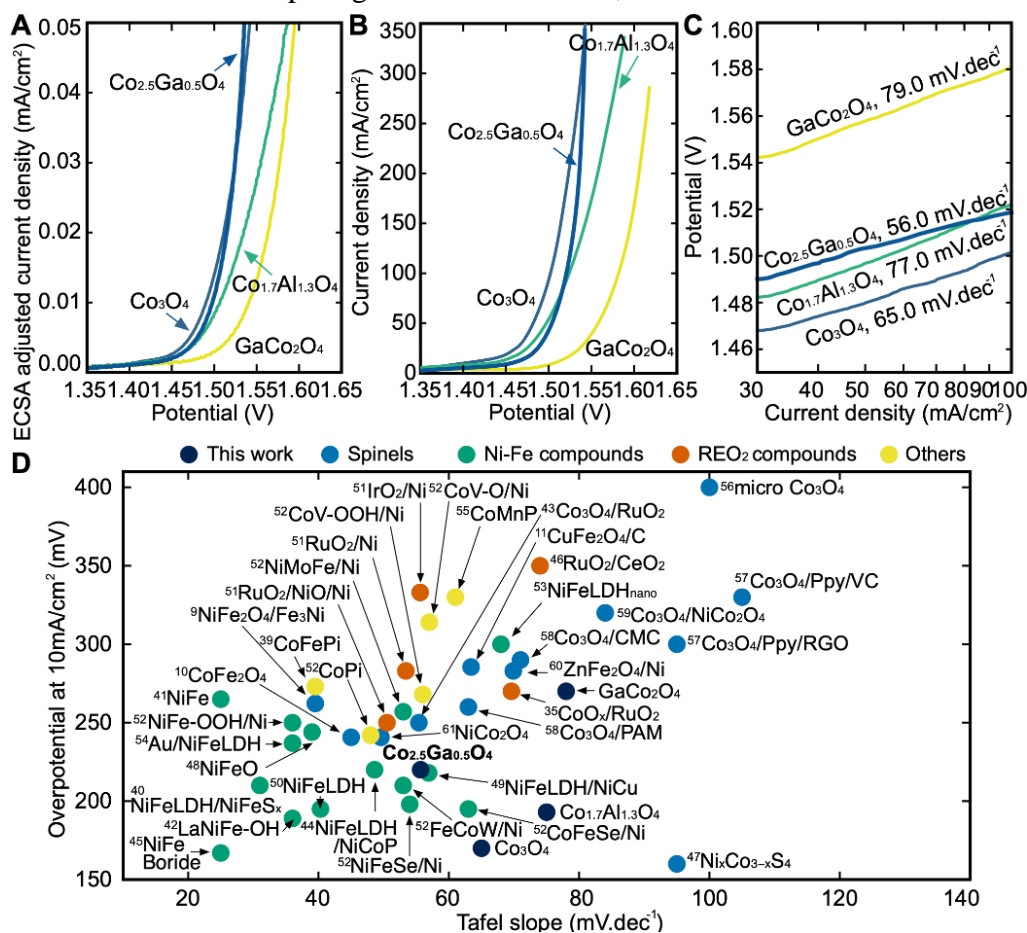 A
0.05
0.04
0.03
0.02
0.01
0.00
ECSA adjusted current density (mA/cm²)
Co₂.₅Ga₀.₅O₄
Co₃O₄
Co₁.₇Al₁.₃O₄
GaCo₂O₄
1.35 1.40 1.45 1.50 1.55 1.60 1.65
Potential (V)
B
350
300
250
200
150
100
50
0
Current density (mA/cm²)
Co₁.₇Al₁.₃O₄
Co₂.₅Ga₀.₅O₄
Co₃O₄
GaCo₂O₄
1.35 1.40 1.45 1.50 1.55 1.60 1.65
Potential (V)
C
1.60
1.58
1.54
1.52
1.50
1.48
1.46
Potential (V)
GaCo₂O₄, 79.0 mV.dec⁻¹
Co₂.₅Ga₀.₅O₄, 56.0 mV.dec⁻¹
Co₁.₇Al₁.₃O₄, 77.0 mV.dec⁻¹
Co₃O₄, 65.0 mV.dec⁻¹
30 40 50 60 70 80 90 100
Current density (mA/cm²)
This work Spinels Ni-Fe compounds REO₂ compounds Others
D
400
350
300
250
200
150
Overpotential at 10mA/cm² (mV)
⁵¹IrO₂/Ni
⁵²CoV-O/Ni
⁵⁶micro Co₃O₄
⁵²CoV-OOH/Ni
⁵⁵CoMnP
⁴³Co₃O₄/RuO₂
¹¹CuFe₂O₄/C
⁵¹RuO₂/Ni
⁴⁶RuO₂/CeO₂
⁵²NiMoFe/Ni
⁵³NiFeLDHnano
⁵⁷Co₃O₄/Ppy/VC
⁵¹RuO₂/NiO/Ni
⁵⁹Co₃O₄/NiCo₂O₄
⁹NiFe₂O₄/Fe₃Ni
⁵⁸Co₃O₄/CMC
⁵⁷Co₃O₄/Ppy/RGO
³⁹CoFePi
⁵²CoPi
⁶⁰ZnFe₂O₄/Ni
¹⁰CoFe₂O₄
GaCo₂O₄
⁴¹NiFe
³⁵CoOₓ/RuO₂
⁵²NiFe-OOH/Ni
⁶¹NiCo₂O₄
⁵⁸Co₃O₄/PAM
⁵⁴Au/NiFeLDH
Co₂.₅Ga₀.₅O₄
⁴⁸NiFeO
⁵⁰NiFeLDH
⁴⁹NiFeLDH/NiCu
⁴⁰
NiFeLDH/NiFeSₓ
Co₁.₇Al₁.₃O₄
⁴²LaNiFe-OH
⁴⁴NiFeLDH
/NiCoP
⁵²FeCoW/Ni
⁵²CoFeSe/Ni
⁴⁵NiFe
Boride
⁵²NiFeSe/Ni
Co₃O₄
⁴⁷NiₓCo₃₋ₓS₄
20 40 60 80 100 120 140
Tafel slope (mV.dec⁻¹)